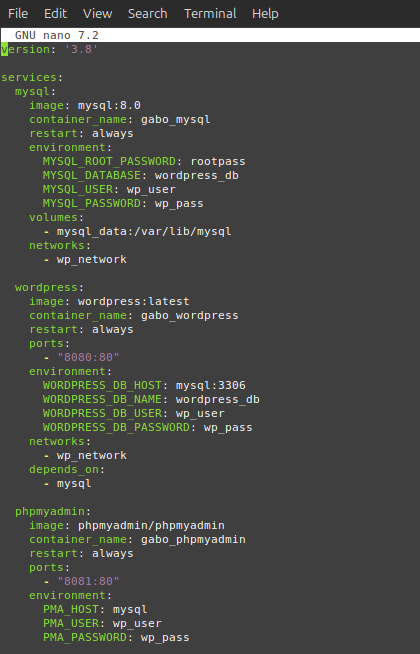 File Edit View Search Terminal Help
GNU nano 7.2
version: '3.8'
services:
  mysql:
    image: mysql:8.0
    container_name: gabo_mysql
    restart: always
    environment:
      MYSQL_ROOT_PASSWORD: rootpass
      MYSQL_DATABASE: wordpress_db
      MYSQL_USER: wp_user
      MYSQL_PASSWORD: wp_pass
    volumes:
      - mysql_data:/var/lib/mysql
    networks:
      - wp_network
  wordpress:
    image: wordpress:latest
    container_name: gabo_wordpress
    restart: always
    ports:
      - "8080:80"
    environment:
      WORDPRESS_DB_HOST: mysql:3306
      WORDPRESS_DB_NAME: wordpress_db
      WORDPRESS_DB_USER: wp_user
      WORDPRESS_DB_PASSWORD: wp_pass
    networks:
      - wp_network
    depends_on:
      - mysql
  phpmyadmin:
    image: phpmyadmin/phpmyadmin
    container_name: gabo_phpmyadmin
    restart: always
    ports:
      - "8081:80"
    environment:
      PMA_HOST: mysql
      PMA_USER: wp_user
      PMA_PASSWORD: wp_pass